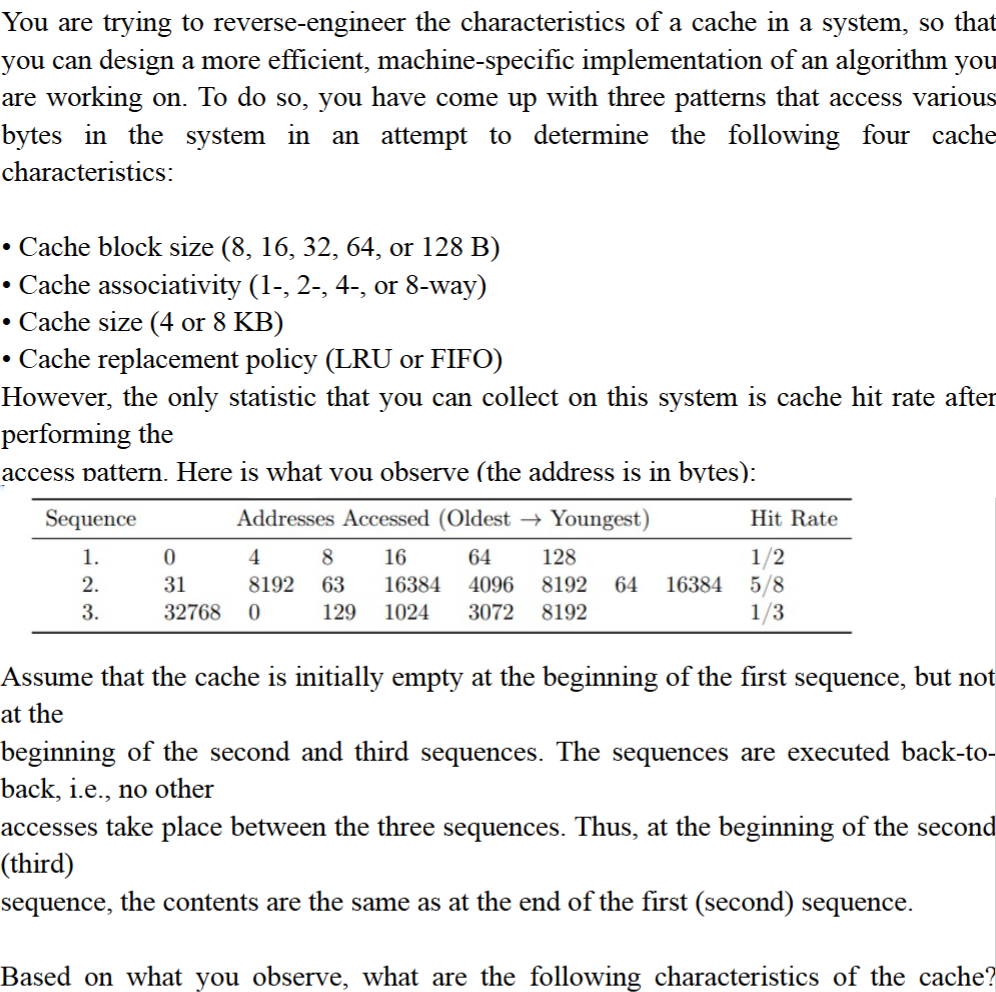 You are trying to reverse-engineer the characteristics of a cache in a system, so that
you can design a more efficient, machine-specific implementation of an algorithm you
are working on. To do so, you have come up with three patterns that access various
bytes in the system in an attempt to determine the following four cache
characteristics:
• Cache block size (8, 16, 32, 64, or 128 B)
• Cache associativity (1-, 2-, 4-, or 8-way)
• Cache size (4 or 8 KB)
• Cache replacement policy (LRU or FIFO)
However, the only statistic that you can collect on this system is cache hit rate after
performing the
access pattern. Here is what you observe (the address is in bytes):
Sequence Addresses Accessed (Oldest → Youngest) Hit Rate
1. 0 4 8 16 64 128 1/2
2. 31 8192 63 16384 4096 8192 64 16384 5/8
3. 32768 0 129 1024 3072 8192 1/3
Assume that the cache is initially empty at the beginning of the first sequence, but not
at the
beginning of the second and third sequences. The sequences are executed back-to-
back, i.e., no other
accesses take place between the three sequences. Thus, at the beginning of the second
(third)
sequence, the contents are the same as at the end of the first (second) sequence.
Based on what you observe, what are the following characteristics of the cache?